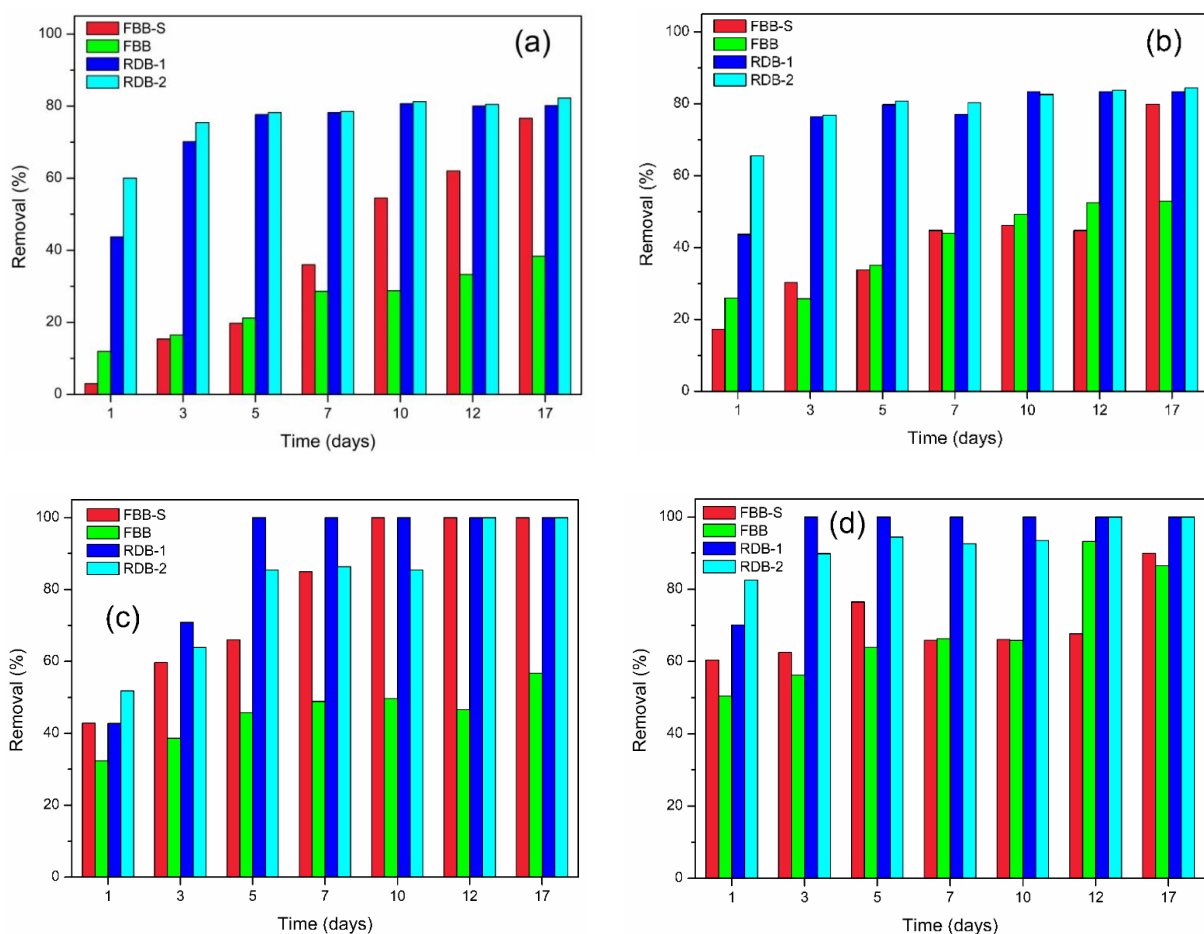 (a)
FBB-S
FBB
RDB-1
RDB-2
100
80
60
40
20
0
Removal (%)
1 3 5 7 10 12 17
Time (days)
(b)
FBB-S
FBB
RDB-1
RDB-2
100
80
60
40
20
0
Removal (%)
1 3 5 7 10 12 17
Time (days)
(c)
FBB-S
FBB
RDB-1
RDB-2
100
80
60
40
20
0
Removal (%)
1 3 5 7 10 12 17
Time (days)
(d)
FBB-S
FBB
RDB-1
RDB-2
100
80
60
40
20
0
Removal (%)
1 3 5 7 10 12 17
Time (days)